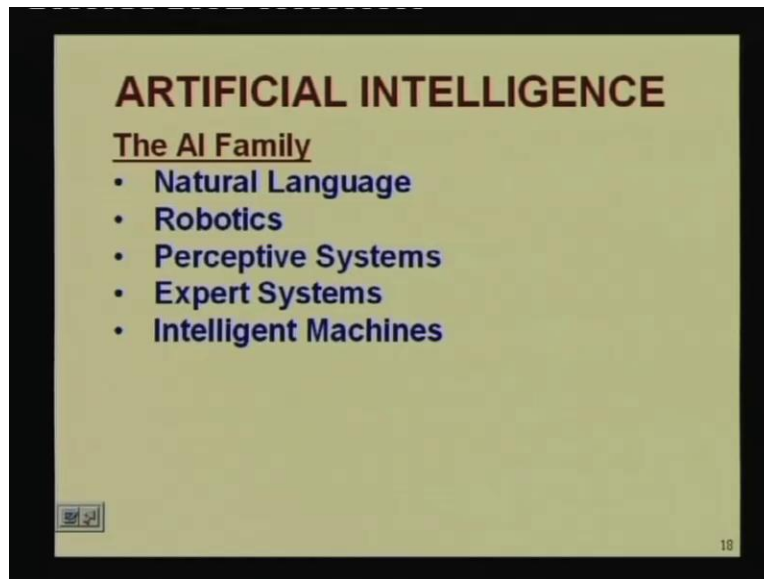 ARTIFICIAL INTELLIGENCE
The AI Family
• Natural Language
• Robotics
• Perceptive Systems
• Expert Systems
• Intelligent Machines
18